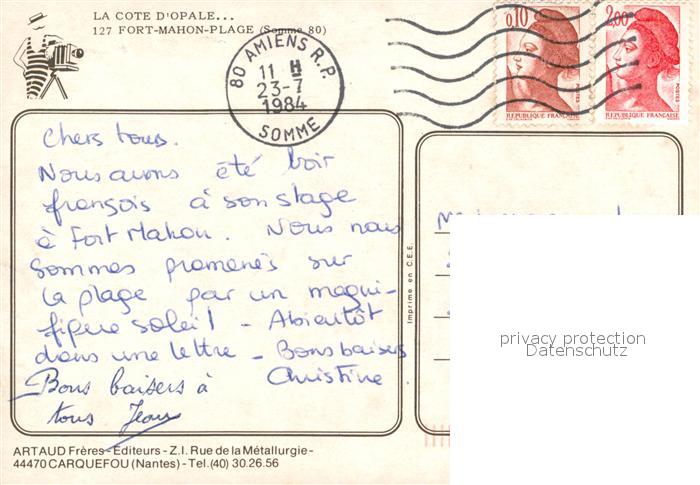 LA COTE D'OPALE...
127 FORT-MAHON-PLAGE (Somme 80)
80 AMIENS R.P.
11 H
23-7
1984
SOMME
0,10
2,00
POSTES
REPUBLIQUE FRANÇAISE
REPUBLIQUE FRANÇAISE
Chers tous.
Nous avons été voir
françois à son stage
à Fort Mahon. Nous nous
sommes promenés sur
la plage par un magni-
fique soleil - Abientôt
dans une lettre - Bons baisers
Christine.
Bons baisers à
tous Jean
Imprimé en C.E.E.
privacy protection
Datenschutz
ARTAUD Frères-Editeurs - Z.I. Rue de la Métallurgie -
44470 CARQUEFOU (Nantes) - Tel.(40) 30.26.56